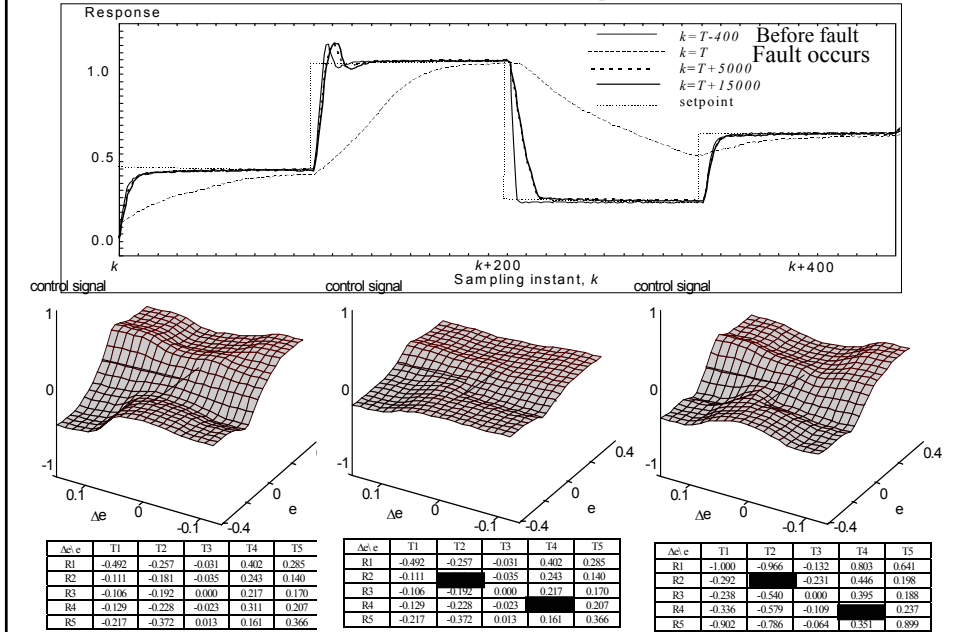 Response
k=T-400 Before fault
k=T Fault occurs
k=T+5000
k=T+15000
setpoint
1.0
0.5
0.0
k k+200 k+400
Sampling instant, k
control signal control signal control signal
1 1 1
0 0 0
-1 -1 -1
0.1 0 -0.1 -0.4 0
Δe e
0.1 0 -0.1 -0.4 0 0.4
Δe e
0.1 0 -0.1 -0.4 0 0.4
Δe e
Δe\ e T1 T2 T3 T4 T5
R1 -0.492 -0.257 -0.031 0.402 0.285
R2 -0.111 -0.181 -0.035 0.243 0.140
R3 -0.106 -0.192 0.000 0.217 0.170
R4 -0.129 -0.228 -0.023 0.311 0.207
R5 -0.217 -0.372 0.013 0.161 0.366
Δe\ e T1 T2 T3 T4 T5
R1 -0.492 -0.257 -0.031 0.402 0.285
R2 -0.111 -0.035 0.243 0.140
R3 -0.106 -0.192 0.000 0.217 0.170
R4 -0.129 -0.228 -0.023 0.207
R5 -0.217 -0.372 0.013 0.161 0.366
Δe\ e T1 T2 T3 T4 T5
R1 -1.000 -0.966 -0.132 0.803 0.641
R2 -0.292 -0.231 0.446 0.198
R3 -0.238 -0.540 0.000 0.395 0.188
R4 -0.336 -0.579 -0.109 0.237
R5 -0.902 -0.786 -0.064 0.351 0.899